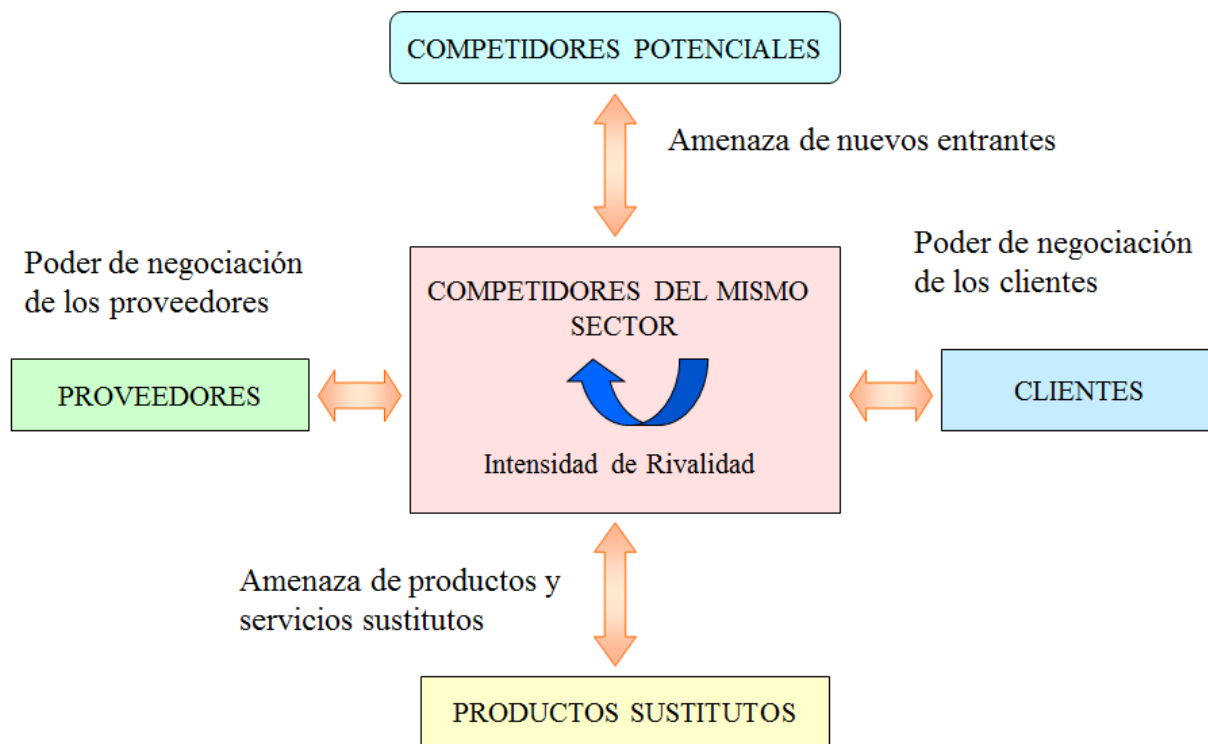 COMPETIDORES POTENCIALES
Amenaza de nuevos entrantes
Poder de negociación
de los proveedores
PROVEEDORES
COMPETIDORES DEL MISMO
SECTOR
Intensidad de Rivalidad
Poder de negociación
de los clientes
CLIENTES
Amenaza de productos y
servicios sustitutos
PRODUCTOS SUSTITUTOS